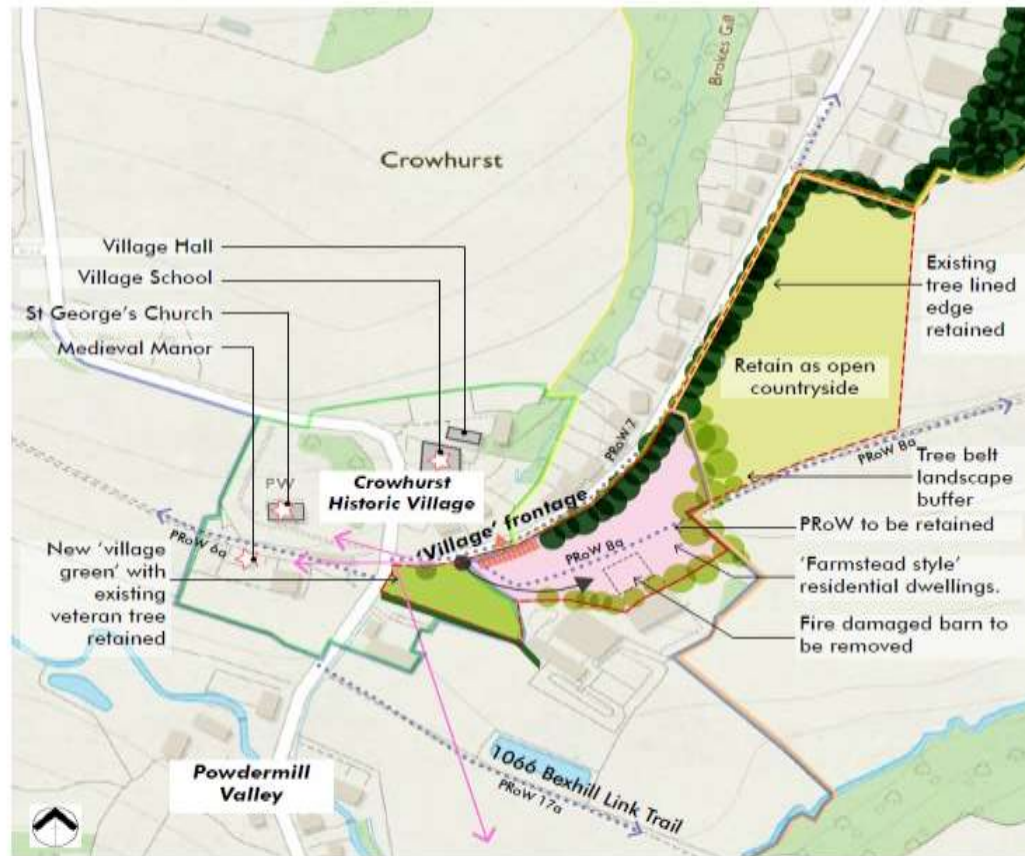 Brokes Gill
Crowhurst
Village Hall
Village School
St George's Church
Medieval Manor
PW
Crowhurst
Historic Village
PRoW 6a
New 'village
green' with
existing
veteran tree
retained
'Village' frontage
PRoW 7
PRoW 8a
Existing
tree lined
edge
retained
Retain as open
countryside
PRoW 8a
Tree belt
landscape
buffer
PRoW to be retained
'Farmstead style'
residential dwellings.
Fire damaged barn to
be removed
Powdermill
Valley
1066 Bexhill Link Trail
PRoW 17a